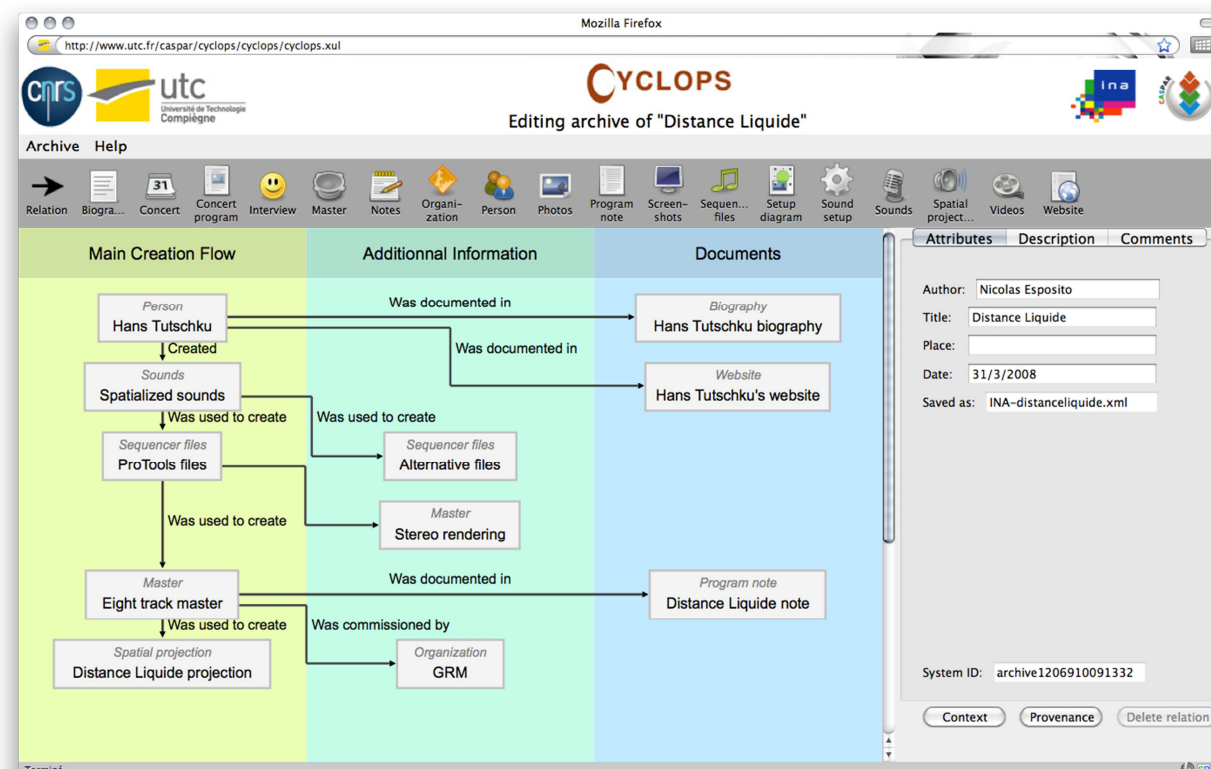 Mozilla Firefox
http://www.utc.fr/caspar/cyclops/cyclops/cyclops.xul
cnrs
utc
Université de Technologie
Compiègne
CYCLOPS
Editing archive of "Distance Liquide"
ina
CASPAR
Archive Help
Relation
Biogra...
Concert
31
Concert
program
Interview
Master
Notes
Organi-
zation
Person
Photos
Program
note
Screen-
shots
Sequen...
files
Setup
diagram
Sound
setup
Sounds
Spatial
project...
Videos
Website
Main Creation Flow
Additionnal Information
Documents
Person
Hans Tutschku
Was documented in
Biography
Hans Tutschku biography
Created
Was documented in
Sounds
Spatialized sounds
Website
Hans Tutschku's website
Was used to create
Was used to create
Sequencer files
ProTools files
Sequencer files
Alternative files
Was used to create
Master
Stereo rendering
Master
Eight track master
Was documented in
Program note
Distance Liquide note
Was used to create
Was commissioned by
Spatial projection
Distance Liquide projection
Organization
GRM
Attributes Description Comments
Author: Nicolas Esposito
Title: Distance Liquide
Place:
Date: 31/3/2008
Saved as: INA-distanceliquide.xml
System ID: archive1206910091332
Context Provenance Delete relation